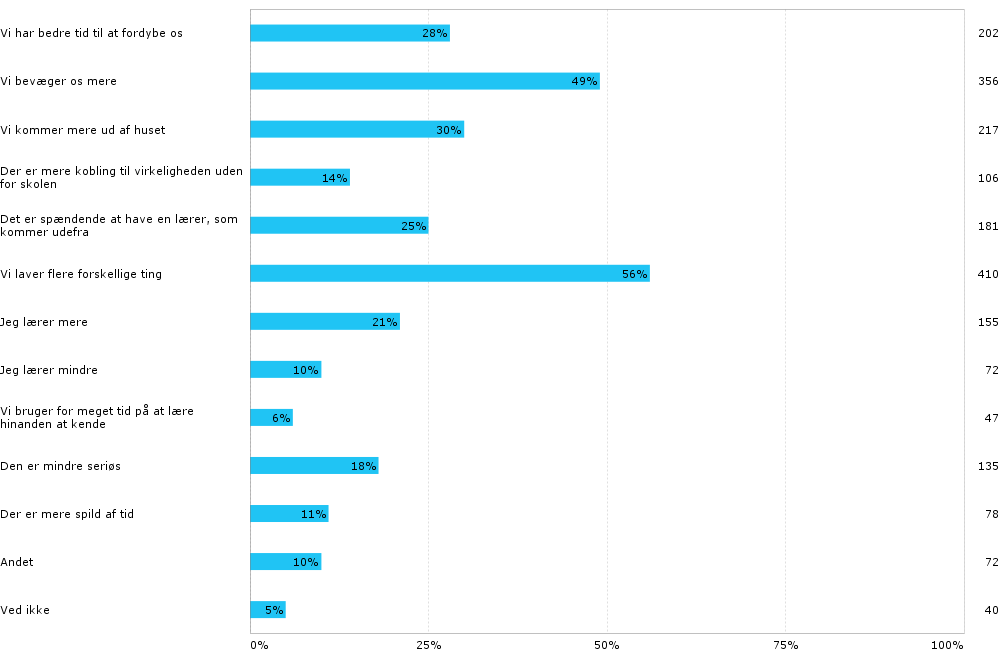 Vi har bedre tid til at fordybe os 28% 202
Vi bevæger os mere 49% 356
Vi kommer mere ud af huset 30% 217
Der er mere kobling til virkeligheden uden
for skolen 14% 106
Det er spændende at have en lærer, som
kommer udefra 25% 181
Vi laver flere forskellige ting 56% 410
Jeg lærer mere 21% 155
Jeg lærer mindre 10% 72
Vi bruger for meget tid på at lære
hinanden at kende 6% 47
Den er mindre seriøs 18% 135
Der er mere spild af tid 11% 78
Andet 10% 72
Ved ikke 5% 40
0% 25% 50% 75% 100%